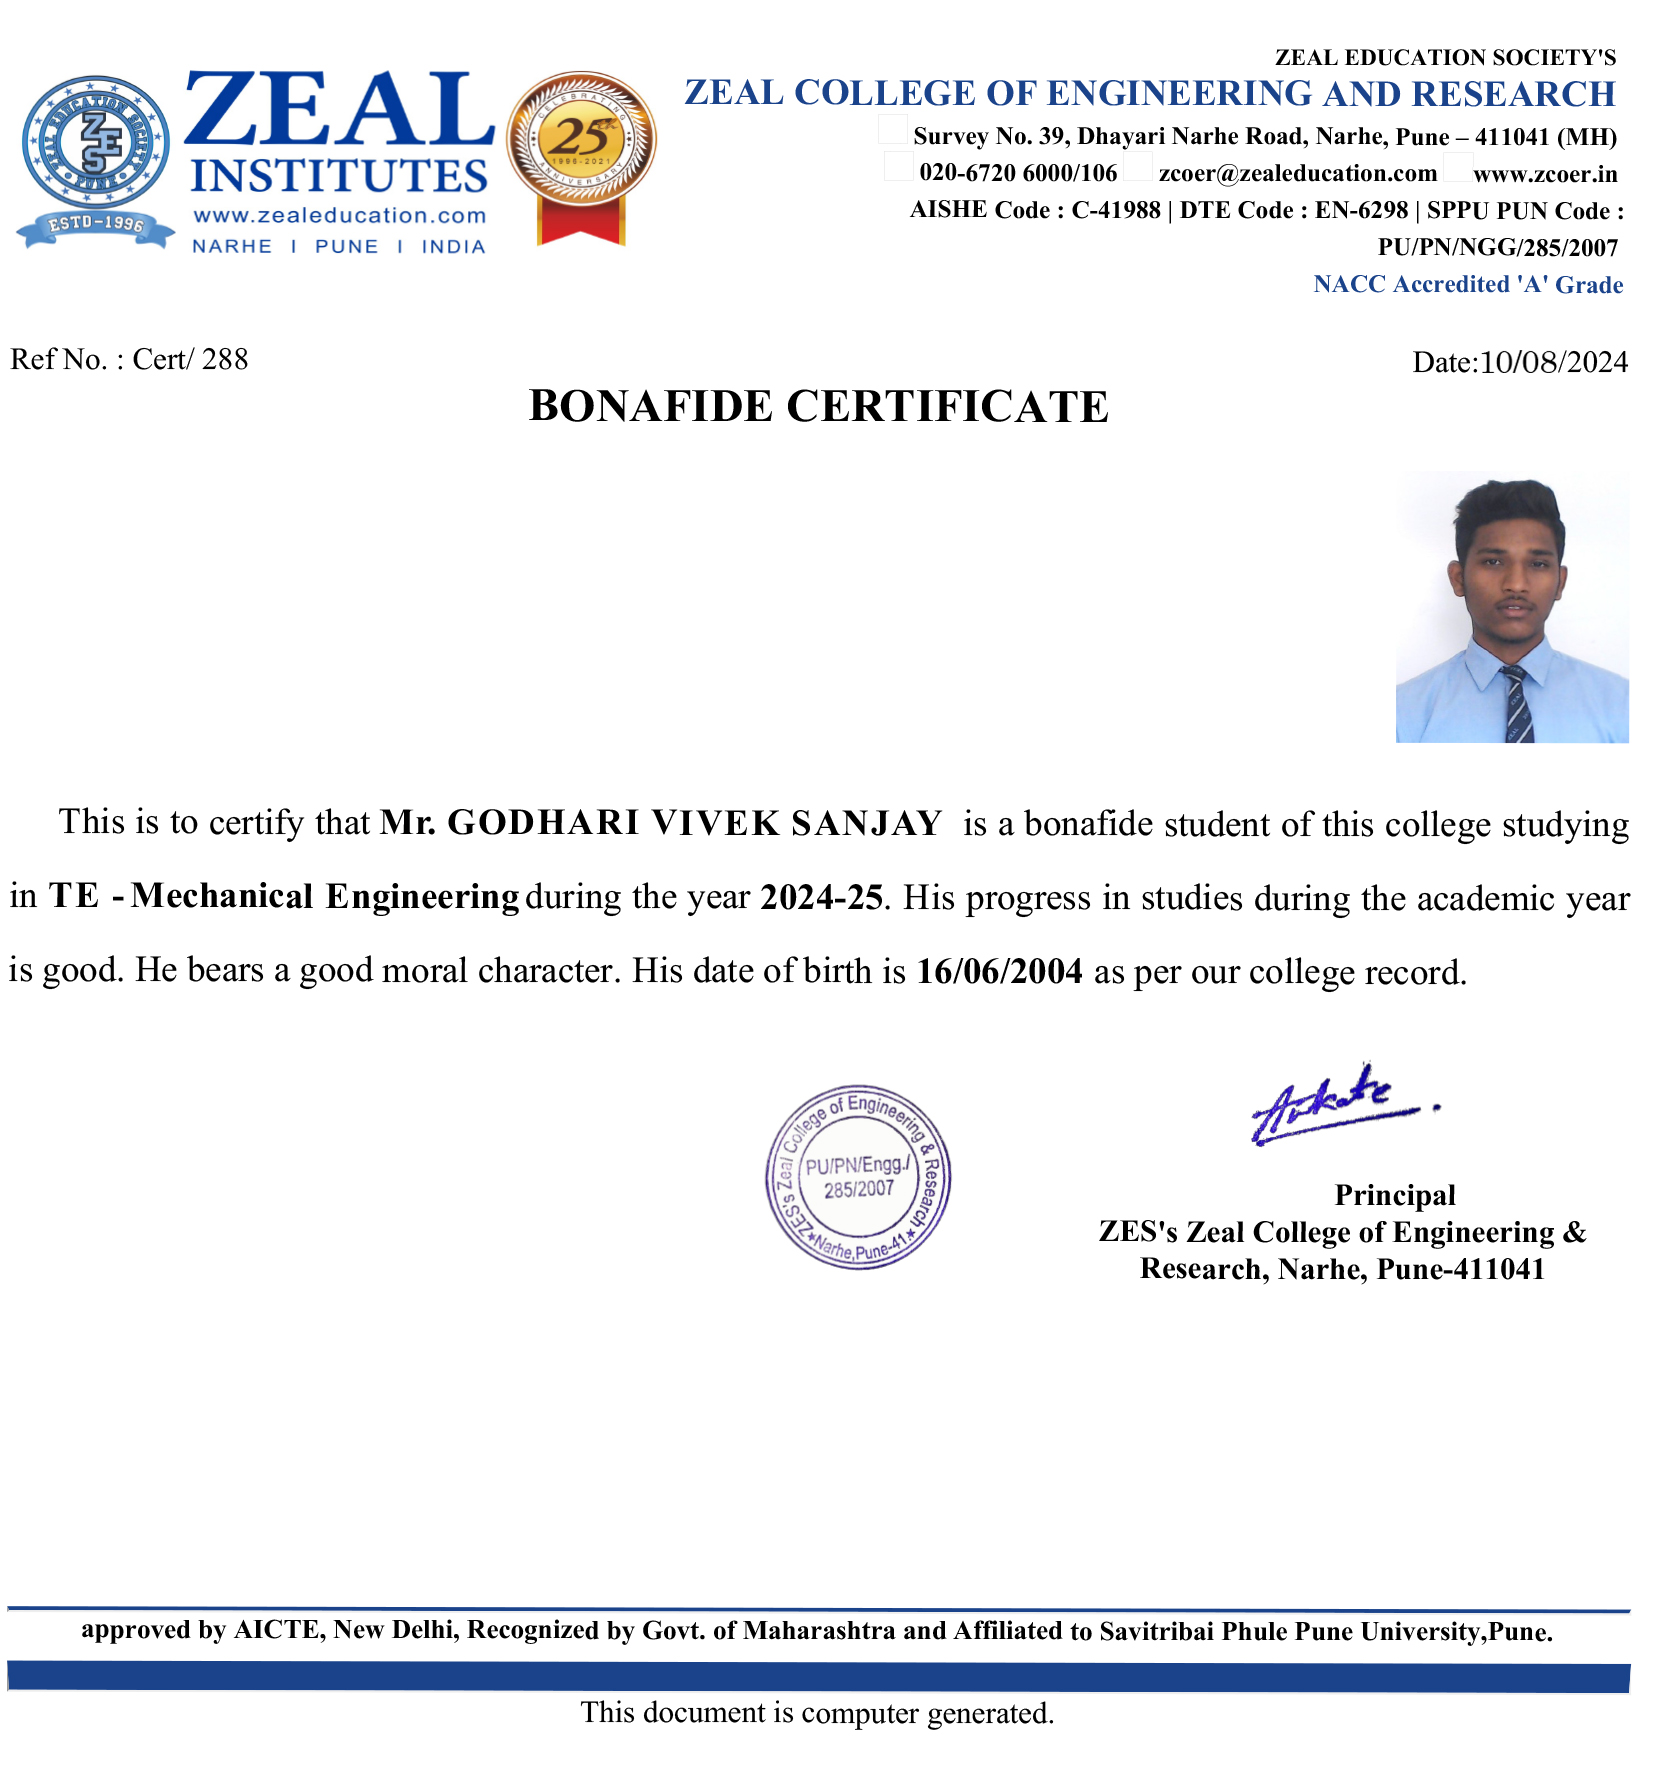 ZEAL EDUCATION SOCIETY
ZES
PUNE
ESTD-1996
ZEAL
INSTITUTES
www.zealeducation.com
NARHE I PUNE I INDIA
CELEBRATING
25th
1996-2021
ANNIVERSARY
ZEAL EDUCATION SOCIETY'S
ZEAL COLLEGE OF ENGINEERING AND RESEARCH
Survey No. 39, Dhayari Narhe Road, Narhe, Pune – 411041 (MH)
020-6720 6000/106 zcoer@zealeducation.com www.zcoer.in
AISHE Code : C-41988 | DTE Code : EN-6298 | SPPU PUN Code :
PU/PN/NGG/285/2007
NACC Accredited 'A' Grade
Ref No. : Cert/ 288
Date:10/08/2024
BONAFIDE CERTIFICATE
This is to certify that Mr. GODHARI VIVEK SANJAY is a bonafide student of this college studying
in TE - Mechanical Engineering during the year 2024-25. His progress in studies during the academic year
is good. He bears a good moral character. His date of birth is 16/06/2004 as per our college record.
ZES's Zeal College of Engineering & Research
PU/PN/Engg./
285/2007
★Narhe,Pune-41.★
Principal
ZES's Zeal College of Engineering &
Research, Narhe, Pune-411041
approved by AICTE, New Delhi, Recognized by Govt. of Maharashtra and Affiliated to Savitribai Phule Pune University,Pune.
This document is computer generated.